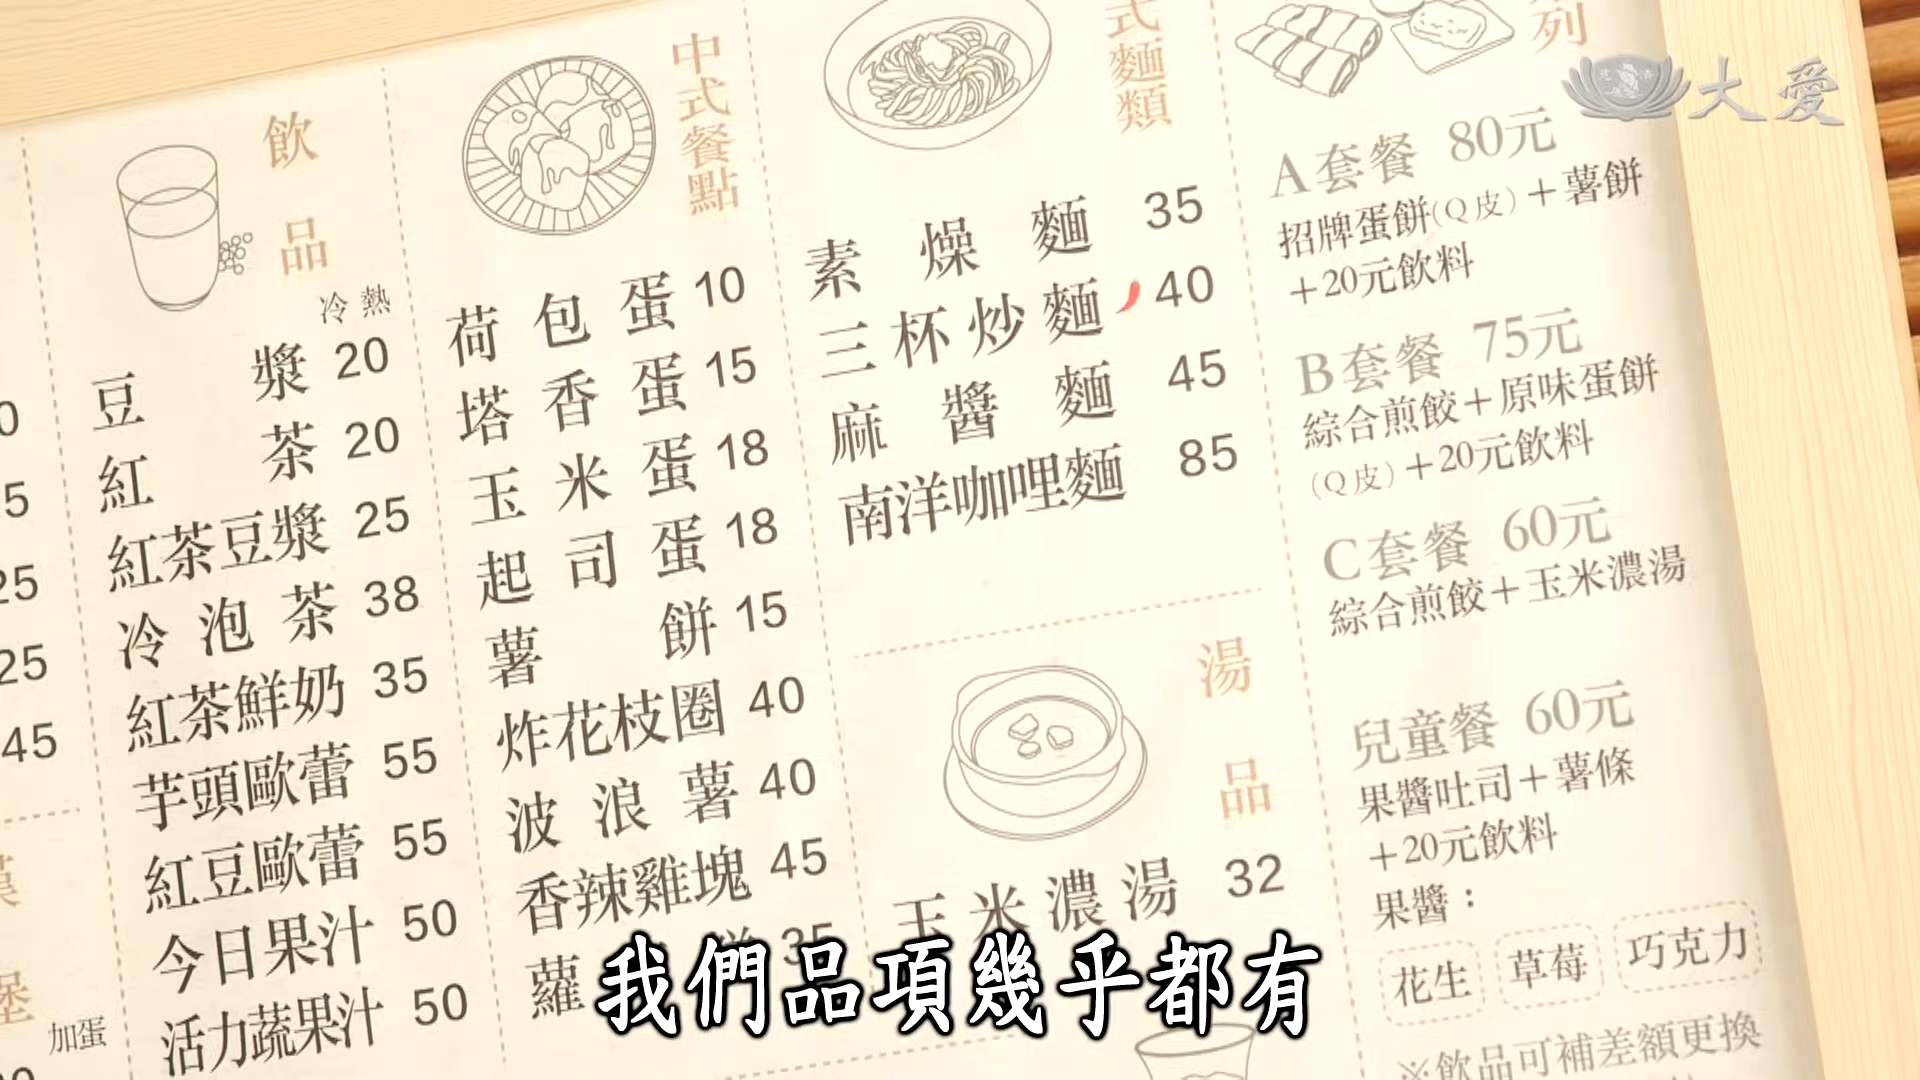 大愛
飲品
冷 熱
豆漿 20
紅茶 20
紅茶豆漿 25
冷泡茶 38
紅茶鮮奶 35
芋頭歐蕾 55
紅豆歐蕾 55
今日果汁 50
活力蔬果汁 50
加蛋
25
25
45
中式餐點
荷包蛋 10
塔香蛋 15
玉米蛋 18
起司蛋 18
薯餅 15
炸花枝圈 40
波浪薯 40
香辣雞塊 45
蘿 35
式麵類
素燥麵 35
三杯炒麵 40
麻醬麵 45
南洋咖哩麵 85
湯品
玉米濃湯 32
列
A套餐 80元
招牌蛋餅(Q皮)+薯餅
+20元飲料
B套餐 75元
綜合煎餃+原味蛋餅
(Q皮)+20元飲料
C套餐 60元
綜合煎餃+玉米濃湯
兒童餐 60元
果醬吐司+薯條
+20元飲料
果醬：
花生 草莓 巧克力
※飲品可補差額更換
我們品項幾乎都有